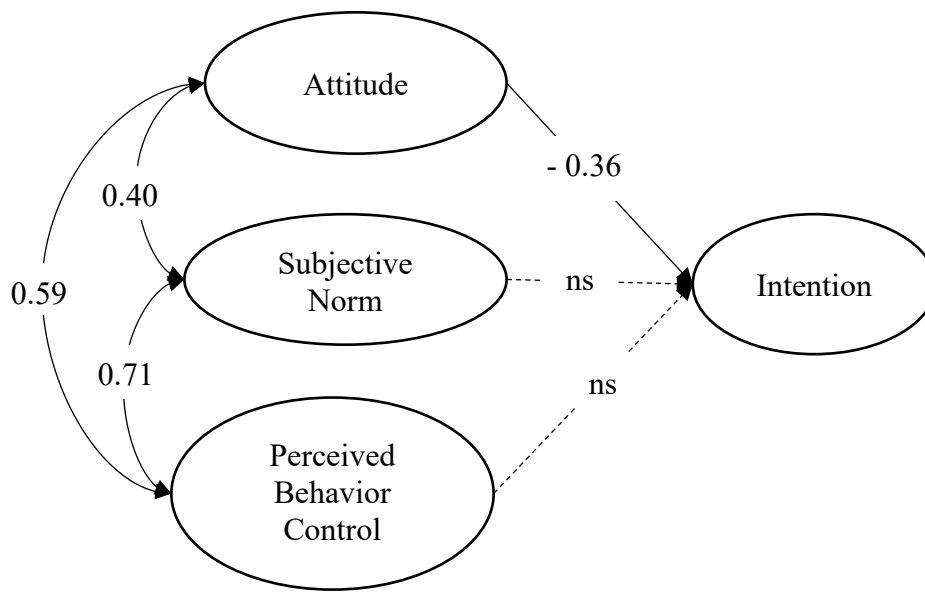 Attitude
- 0.36
0.40
Subjective
Norm
ns
Intention
0.59
0.71
ns
Perceived
Behavior
Control